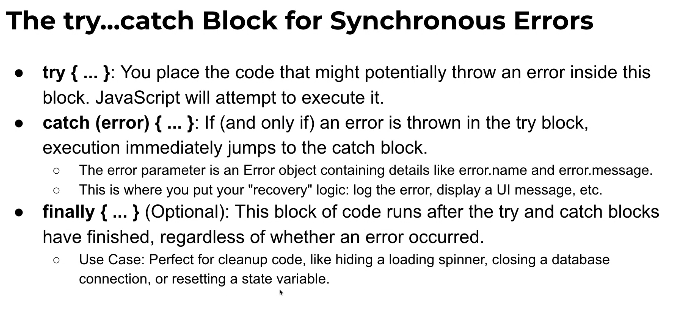 The try...catch Block for Synchronous Errors
● try { ... }: You place the code that might potentially throw an error inside this
block. JavaScript will attempt to execute it.
● catch (error) { ... }: If (and only if) an error is thrown in the try block,
execution immediately jumps to the catch block.
○ The error parameter is an Error object containing details like error.name and error.message.
○ This is where you put your "recovery" logic: log the error, display a UI message, etc.
● finally { ... } (Optional): This block of code runs after the try and catch blocks
have finished, regardless of whether an error occurred.
○ Use Case: Perfect for cleanup code, like hiding a loading spinner, closing a database
connection, or resetting a state variable.